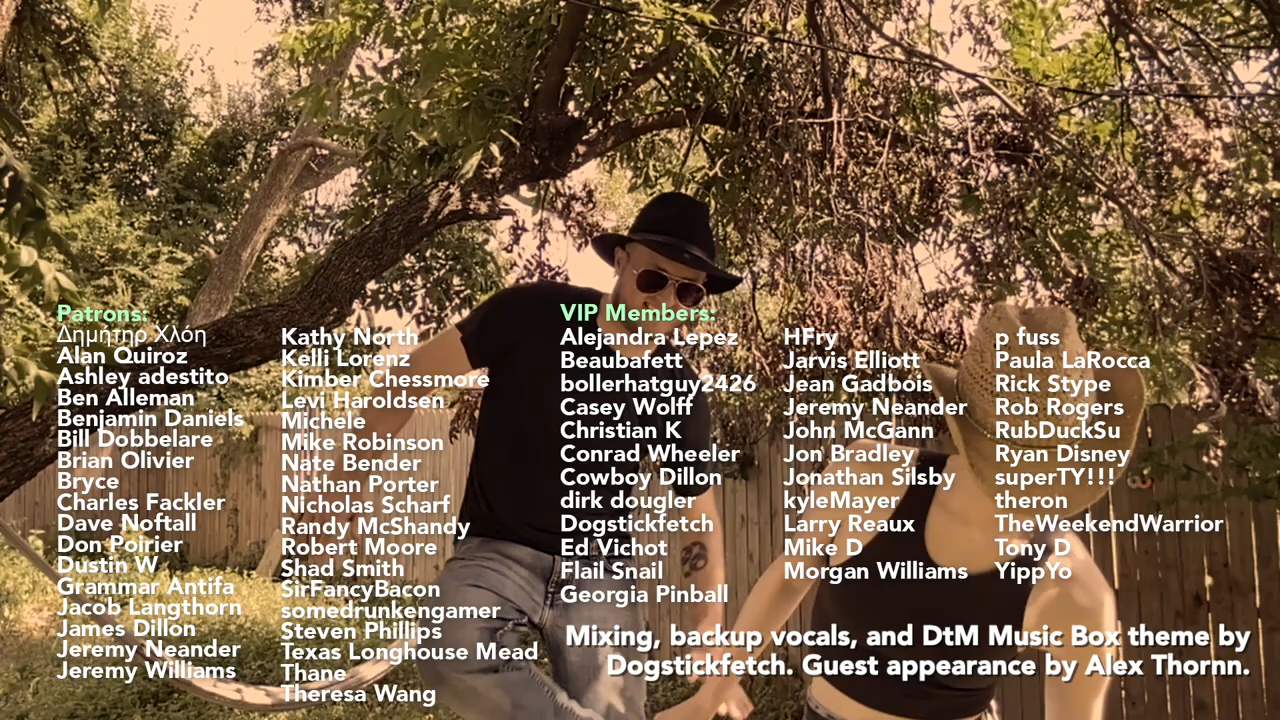 Patrons:
Δημήτηρ Χλόη
Alan Quiroz
Ashley adestito
Ben Alleman
Benjamin Daniels
Bill Dobbelare
Brian Olivier
Bryce
Charles Fackler
Dave Noftall
Don Poirier
Dustin W
Grammar Antifa
Jacob Langthorn
James Dillon
Jeremy Neander
Jeremy Williams
Kathy North
Kelli Lorenz
Kimber Chessmore
Levi Haroldsen
Michele
Mike Robinson
Nate Bender
Nathan Porter
Nicholas Scharf
Randy McShandy
Robert Moore
Shad Smith
SirFancyBacon
somedrunkengamer
Steven Phillips
Texas Longhouse Mead
Thane
Theresa Wang
VIP Members:
Alejandra Lepez
Beaubafett
bollerhatguy2426
Casey Wolff
Christian K
Conrad Wheeler
Cowboy Dillon
dirk dougler
Dogstickfetch
Ed Vichot
Flail Snail
Georgia Pinball
HFry
Jarvis Elliott
Jean Gadbois
Jeremy Neander
John McGann
Jon Bradley
Jonathan Silsby
kyleMayer
Larry Reaux
Mike D
Morgan Williams
p fuss
Paula LaRocca
Rick Stype
Rob Rogers
RubDuckSu
Ryan Disney
superTY!!!
theron
TheWeekendWarrior
Tony D
YippYo
Mixing, backup vocals, and DtM Music Box theme by
Dogstickfetch. Guest appearance by Alex Thornn.